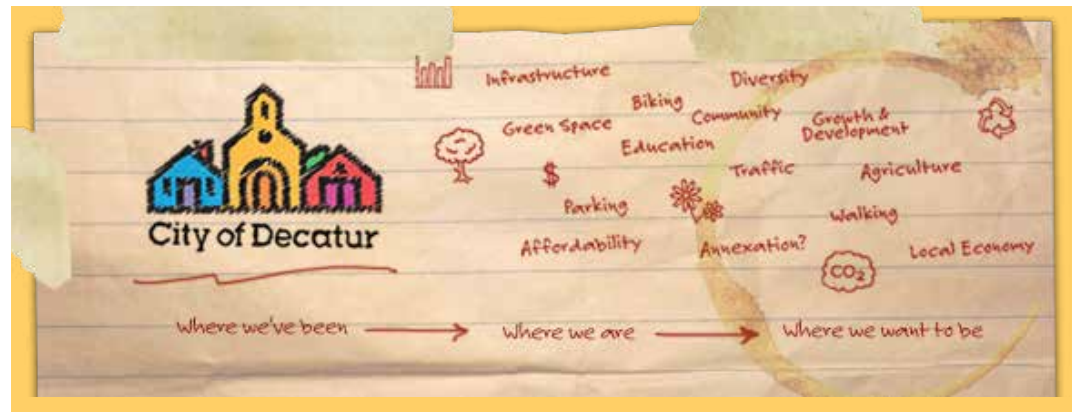 Infrastructure
Diversity
Biking
Community
Growth &
Development
Green Space
Education
Traffic
Agriculture
$
Parking
Walking
City of Decatur
Affordability
Annexation?
Local Economy
CO₂
Where we've been
Where we are
Where we want to be